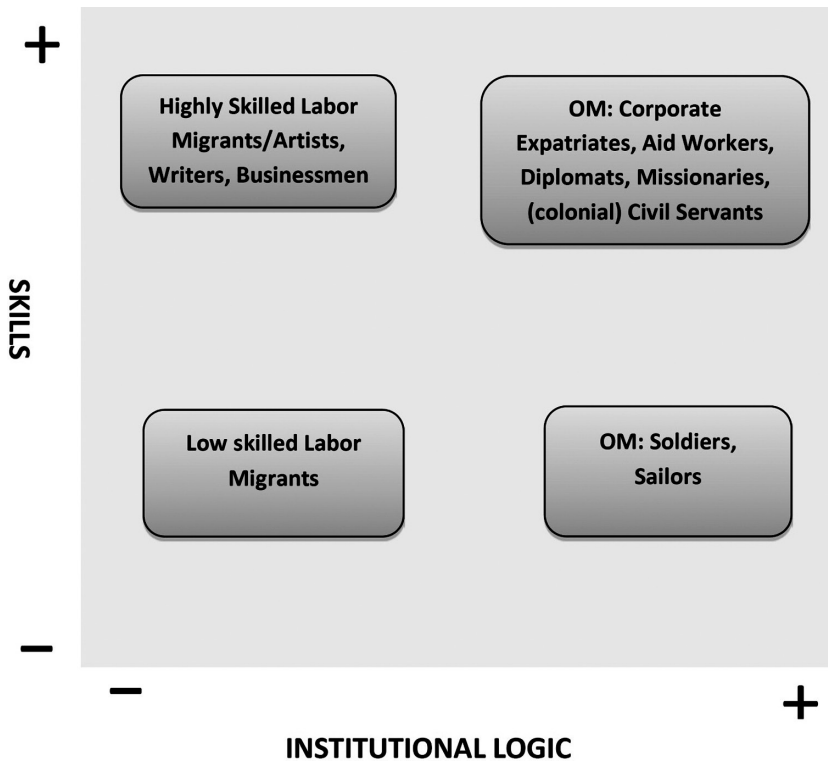 +
Highly Skilled Labor
Migrants/Artists,
Writers, Businessmen
OM: Corporate
Expatriates, Aid Workers,
Diplomats, Missionaries,
(colonial) Civil Servants
SKILLS
Low skilled Labor
Migrants
OM: Soldiers,
Sailors
−
−
+
INSTITUTIONAL LOGIC